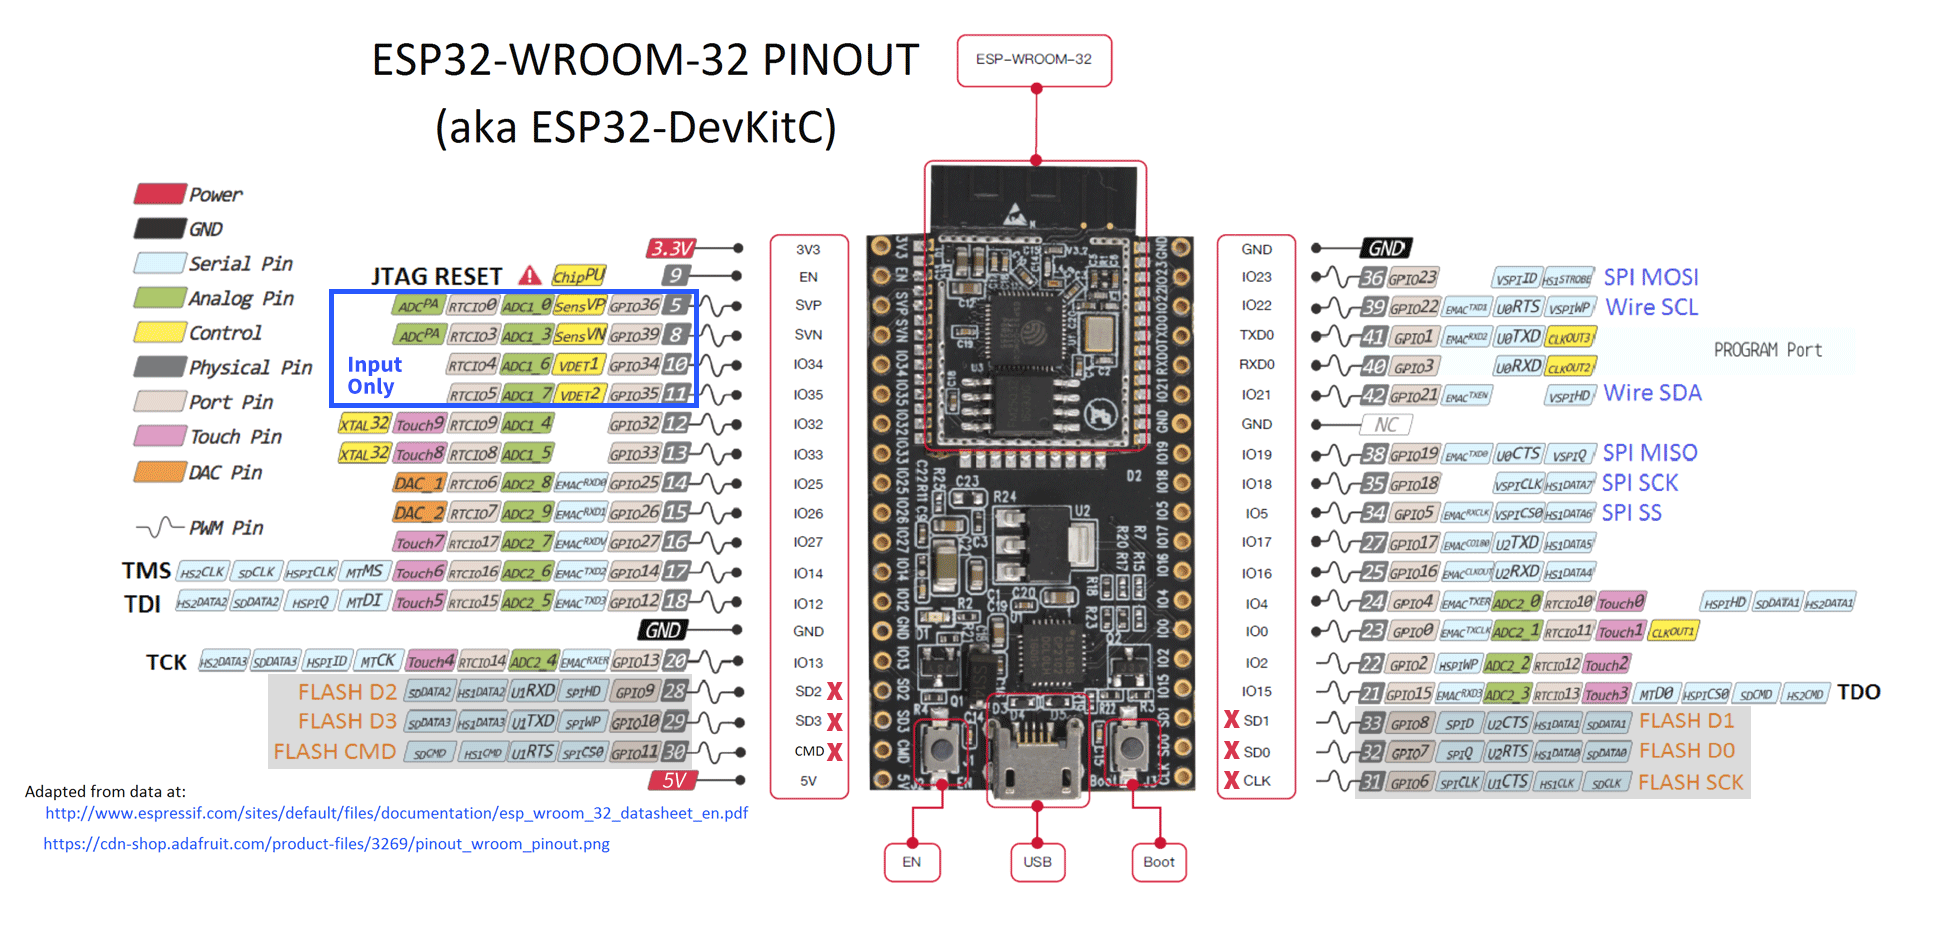 ESP32-WROOM-32 PINOUT
(aka ESP32-DevKitC)
ESP-WROOM-32
Power
GND
Serial Pin
Analog Pin
Control
Physical Pin
Port Pin
Touch Pin
DAC Pin
PWM Pin
3.3V 3V3
JTAG RESET ChipPU 9 EN
ADCPA RTCIO0 ADC1_0 SensVP GPIO36 5 SVP
ADCPA RTCIO3 ADC1_3 SensVN GPIO39 8 SVN
Input Only
RTCIO4 ADC1_6 VDET1 GPIO34 10 IO34
RTCIO5 ADC1_7 VDET2 GPIO35 11 IO35
XTAL32 Touch9 RTCIO9 ADC1_4 GPIO32 12 IO32
XTAL32 Touch8 RTCIO8 ADC1_5 GPIO33 13 IO33
DAC_1 RTCIO6 ADC2_8 EMACRXD0 GPIO25 14 IO25
DAC_2 RTCIO7 ADC2_9 EMACRXD1 GPIO26 15 IO26
Touch7 RTCIO17 ADC2_7 EMACRXDV GPIO27 16 IO27
TMS HS2CLK SDCLK HSPICLK MTMS Touch6 RTCIO16 ADC2_6 EMACTXD2 GPIO14 17 IO14
TDI HS2DATA2 SDDATA2 HSPIQ MTDI Touch5 RTCIO15 ADC2_5 EMACTXD3 GPIO12 18 IO12
GND GND
TCK HS2DATA3 SDDATA3 HSPIID MTCK Touch4 RTCIO14 ADC2_4 EMACRXER GPIO13 20 IO13
FLASH D2 SDDATA2 HS1DATA2 U1RXD SPIHD GPIO9 28 SD2 X
FLASH D3 SDDATA3 HS1DATA3 U1TXD SPIWP GPIO10 29 SD3 X
FLASH CMD SDCMD HS1CMD U1RTS SPICS0 GPIO11 30 CMD X
5V 5V
GND GND
IO23 36 GPIO23 VSPIID HS1STROBE SPI MOSI
IO22 39 GPIO22 EMACTXD1 U0RTS VSPIWP Wire SCL
TXD0 41 GPIO1 EMACRXD2 U0TXD CLKOUT3
PROGRAM Port
RXD0 40 GPIO3 U0RXD CLKOUT2
IO21 42 GPIO21 EMACTXEN VSPIHD Wire SDA
GND NC
IO19 38 GPIO19 EMACTXD0 U0CTS VSPIQ SPI MISO
IO18 35 GPIO18 VSPICLK HS1DATA7 SPI SCK
IO5 34 GPIO5 EMACRXCLK VSPICS0 HS1DATA6 SPI SS
IO17 27 GPIO17 EMACCO180 U2TXD HS1DATA5
IO16 25 GPIO16 EMACCLKOUT U2RXD HS1DATA4
IO4 24 GPIO4 EMACTXER ADC2_0 RTCIO10 Touch0 HSPIHD SDDATA1 HS2DATA1
IO0 23 GPIO0 EMACTXCLK ADC2_1 RTCIO11 Touch1 CLKOUT1
IO2 22 GPIO2 HSPIWP ADC2_2 RTCIO12 Touch2
IO15 21 GPIO15 EMACRXD3 ADC2_3 RTCIO13 Touch3 MTDO HSPICS0 SDCMD HS2CMD TDO
X SD1 33 GPIO8 SPID U2CTS HS1DATA1 SDDATA1 FLASH D1
X SD0 32 GPIO7 SPIQ U2RTS HS1DATA0 SDDATA0 FLASH D0
X CLK 31 GPIO6 SPICLK U1CTS HS1CLK SDCLK FLASH SCK
Adapted from data at:
http://www.espressif.com/sites/default/files/documentation/esp_wroom_32_datasheet_en.pdf
https://cdn-shop.adafruit.com/product-files/3269/pinout_wroom_pinout.png
EN
USB
Boot